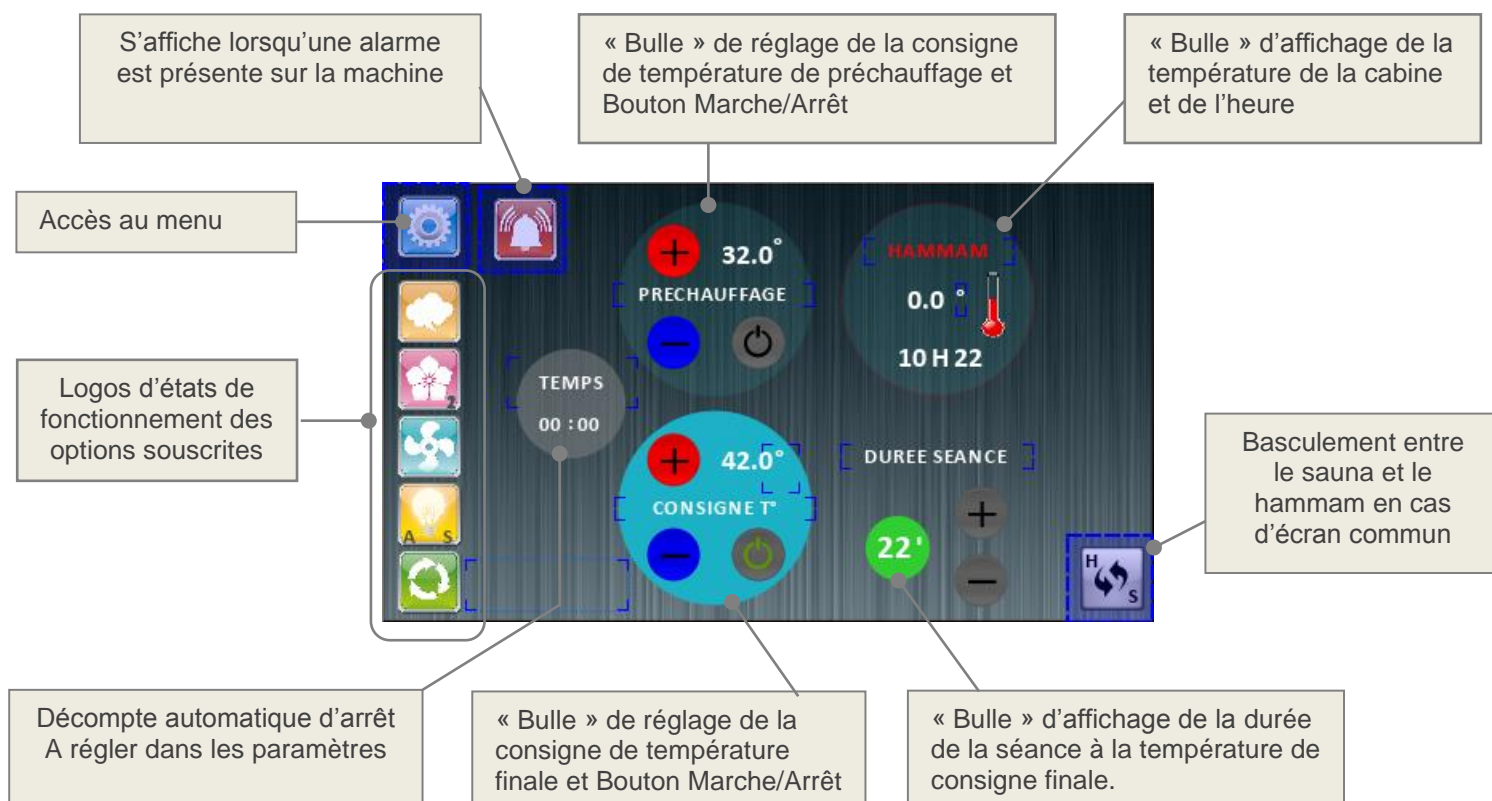 S’affiche lorsqu’une alarme
est présente sur la machine
« Bulle » de réglage de la consigne
de température de préchauffage et
Bouton Marche/Arrêt
« Bulle » d’affichage de la
température de la cabine
et de l’heure
Accès au menu
Logos d’états de
fonctionnement des
options souscrites
32.0°
PRECHAUFFAGE
HAMMAM
0.0 °
10 H 22
2
TEMPS
00 : 00
42.0°
CONSIGNE T°
DUREE SEANCE
22 '
A S
H
S
Basculement entre
le sauna et le
hammam en cas
d’écran commun
Décompte automatique d’arrêt
A régler dans les paramètres
« Bulle » de réglage de la
consigne de température
finale et Bouton Marche/Arrêt
« Bulle » d’affichage de la durée
de la séance à la température de
consigne finale.